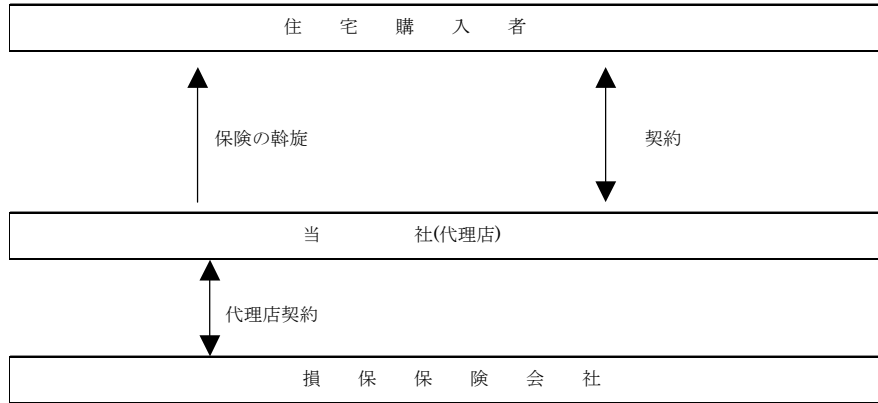 住 宅 購 入 者
保険の斡旋 契約
当 社(代理店)
代理店契約
損 保 保 険 会 社